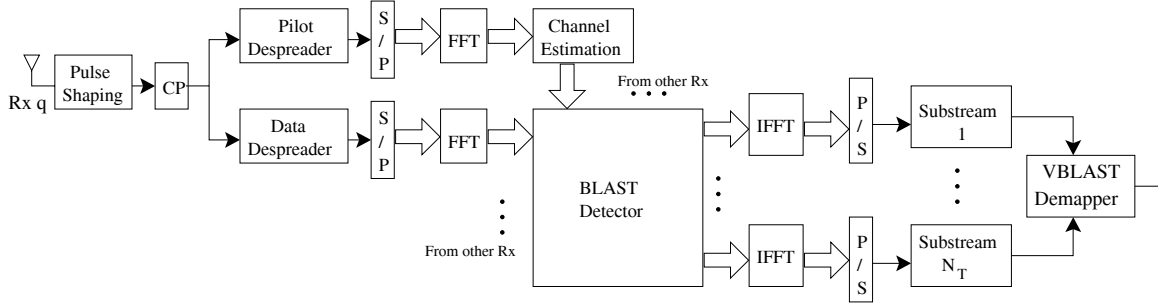 Rx q
Pulse
Shaping
CP
Pilot
Despreader
S
/
P
FFT
Channel
Estimation
From other Rx
Data
Despreader
S
/
P
FFT
From other Rx
BLAST
Detector
IFFT
P
/
S
Substream
1
IFFT
P
/
S
Substream
N_T
VBLAST
Demapper